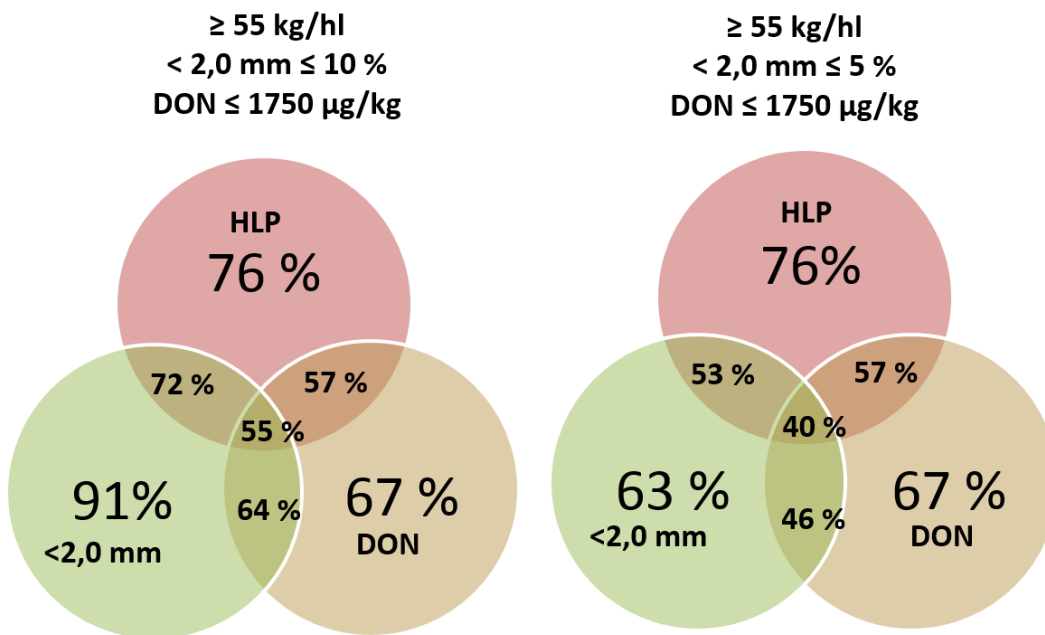 ≥ 55 kg/hl
< 2,0 mm ≤ 10 %
DON ≤ 1750 µg/kg
HLP
76 %
72 %
57 %
55 %
91%
<2,0 mm
64 %
67 %
DON
≥ 55 kg/hl
< 2,0 mm ≤ 5 %
DON ≤ 1750 µg/kg
HLP
76%
53 %
57 %
40 %
63 %
<2,0 mm
46 %
67 %
DON